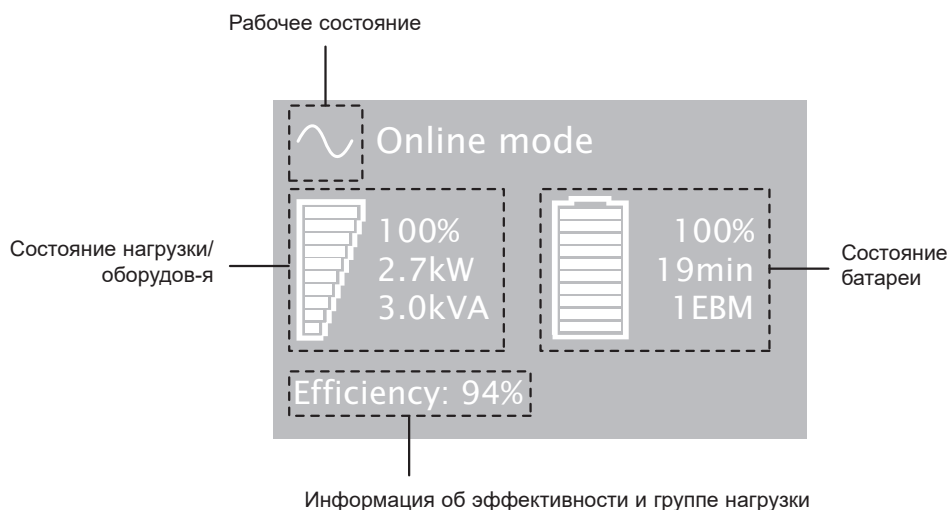 Рабочее состояние
Online mode
Состояние нагрузки/
оборудов-я
100%
2.7kW
3.0kVA
100%
19min
1EBM
Состояние
батареи
Efficiency: 94%
Информация об эффективности и группе нагрузки